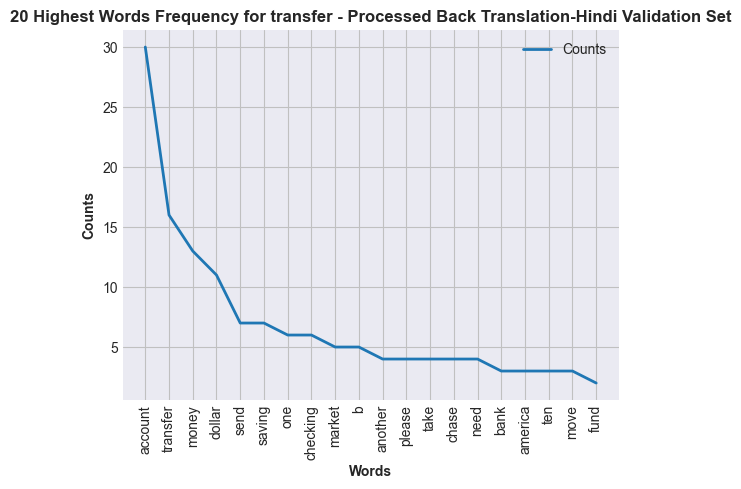 20 Highest Words Frequency for transfer - Processed Back Translation-Hindi Validation Set
Counts
30
25
20
15
10
5
Counts
account
transfer
money
dollar
send
saving
one
checking
market
b
another
please
take
chase
need
bank
america
ten
move
fund
Words